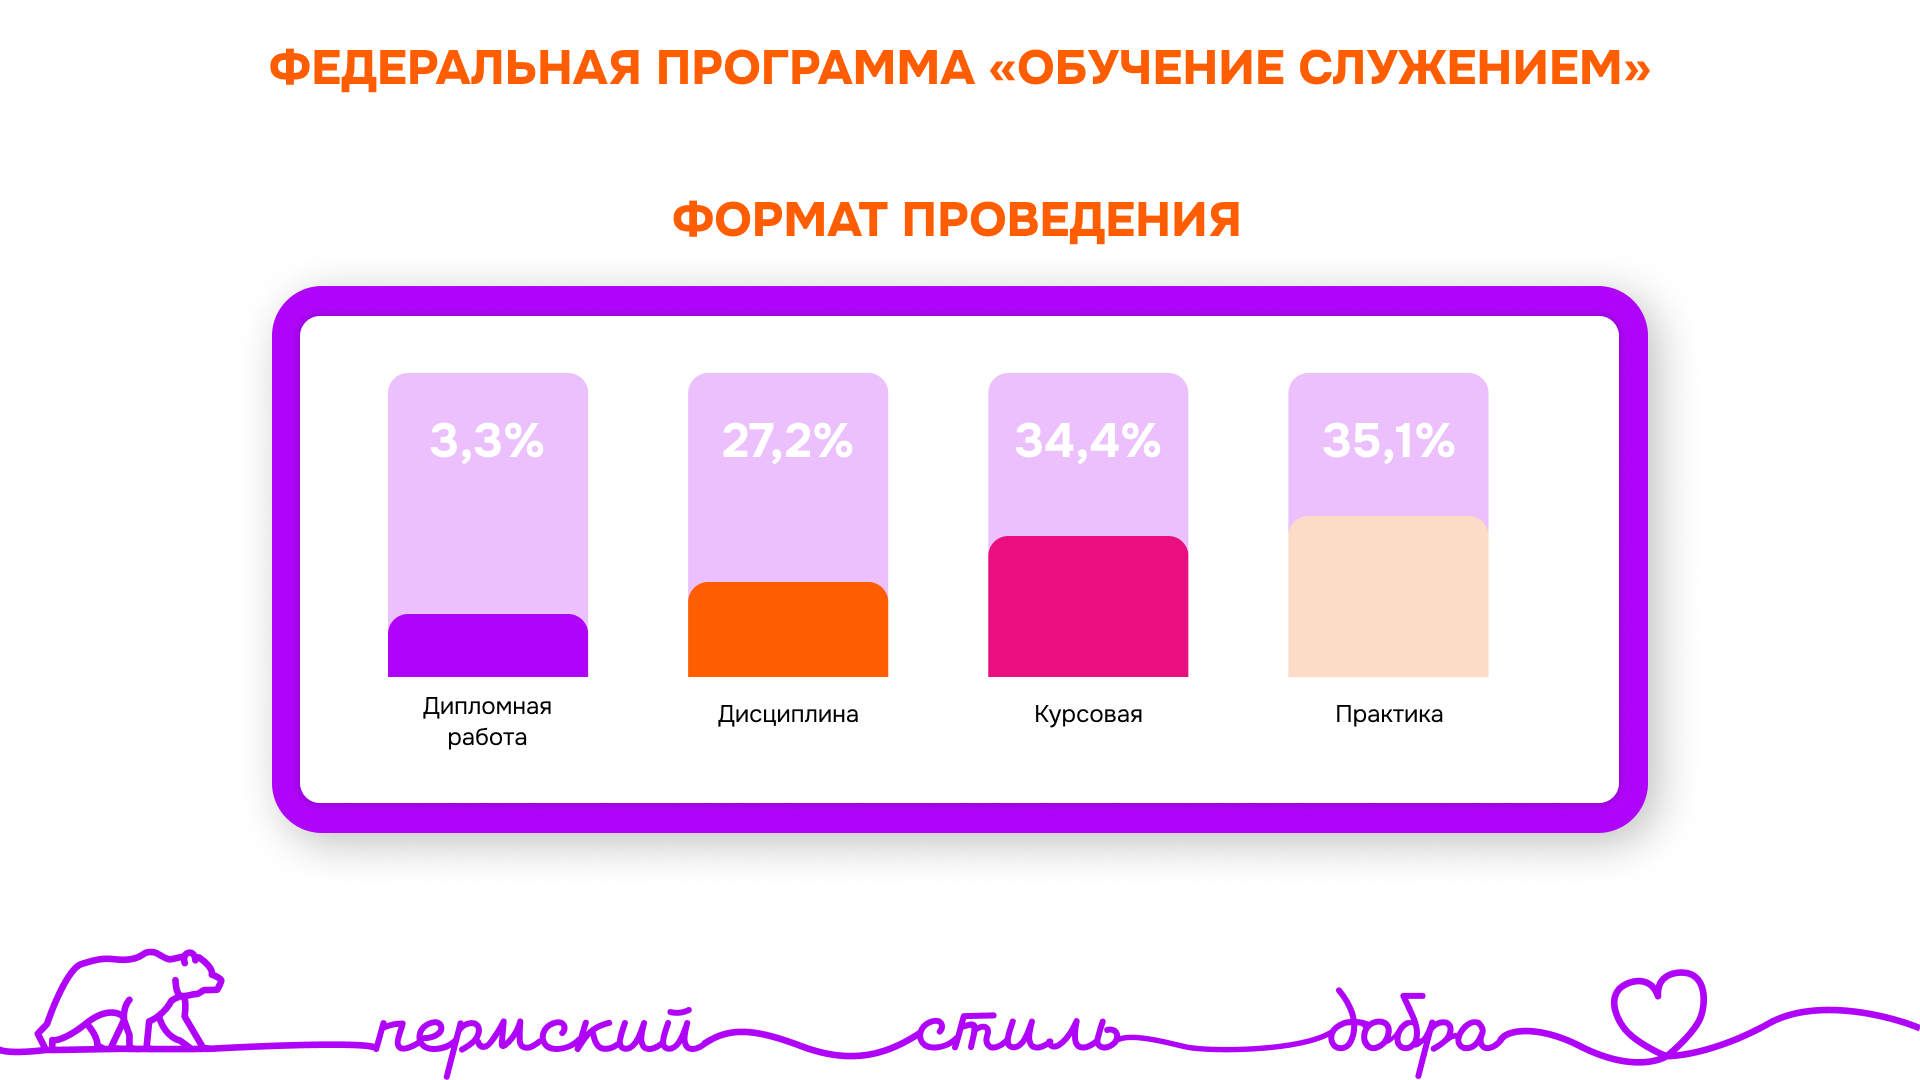 ФЕДЕРАЛЬНАЯ ПРОГРАММА «ОБУЧЕНИЕ СЛУЖЕНИЕМ»
ФОРМАТ ПРОВЕДЕНИЯ
3,3% 27,2% 34,4% 35,1%
Дипломная
работа
Дисциплина Курсовая Практика
пермский стиль добра